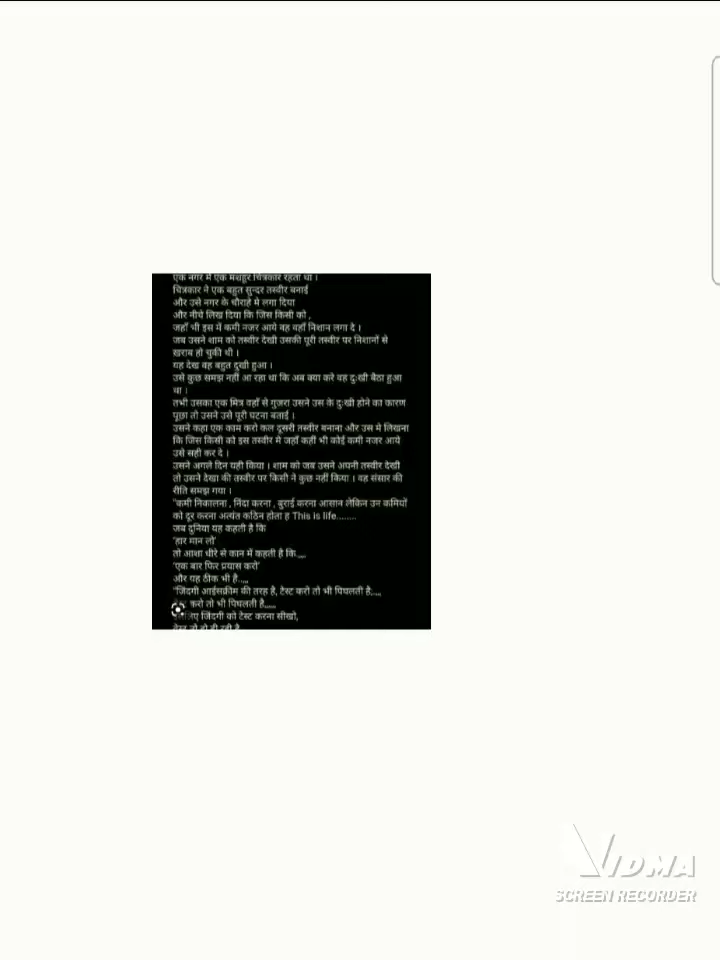 एक नगर में एक मशहूर चित्रकार रहता था ।
चित्रकार ने एक बहुत सुन्दर तस्वीर बनाई
और उसे नगर के चौराहे मे लगा दिया
और नीचे लिख दिया कि जिस किसी को ,
जहाँ भी इस में कमी नजर आये वह वहाँ निशान लगा दे ।
जब उसने शाम को तस्वीर देखी उसकी पूरी तस्वीर पर निशानों से
ख़राब हो चुकी थी ।
यह देख वह बहुत दुखी हुआ ।
उसे कुछ समझ नहीं आ रहा था कि अब क्या करे वह दुःखी बैठा हुआ
था ।
तभी उसका एक मित्र वहाँ से गुजरा उसने उस के दुःखी होने का कारण
पूछा तो उसने उसे पूरी घटना बताई ।
उसने कहा एक काम करो कल दूसरी तस्वीर बनाना और उस मे लिखना
कि जिस किसी को इस तस्वीर मे जहाँ कहीं भी कोई कमी नजर आये
उसे सही कर दे ।
उसने अगले दिन यही किया । शाम को जब उसने अपनी तस्वीर देखी
तो उसने देखा की तस्वीर पर किसी ने कुछ नहीं किया । वह संसार की
रीति समझ गया ।
"कमी निकालना , निंदा करना , बुराई करना आसान लेकिन उन कमियों
को दूर करना अत्यंत कठिन होता ह This is life........
जब दुनिया यह कहती है कि
'हार मान लो'
तो आशा धीरे से कान में कहती है कि.,,,,
'एक बार फिर प्रयास करो'
और यह ठीक भी है..,,,
"जिंदगी आईसक्रीम की तरह है, टेस्ट करो तो भी पिघलती है;..,,
करो तो भी पिघलती है,,,,,,
जिंदगी को टेस्ट करना सीखो,
टेस्ट तो हो ही रही है
VIDMA
SCREEN RECORDER